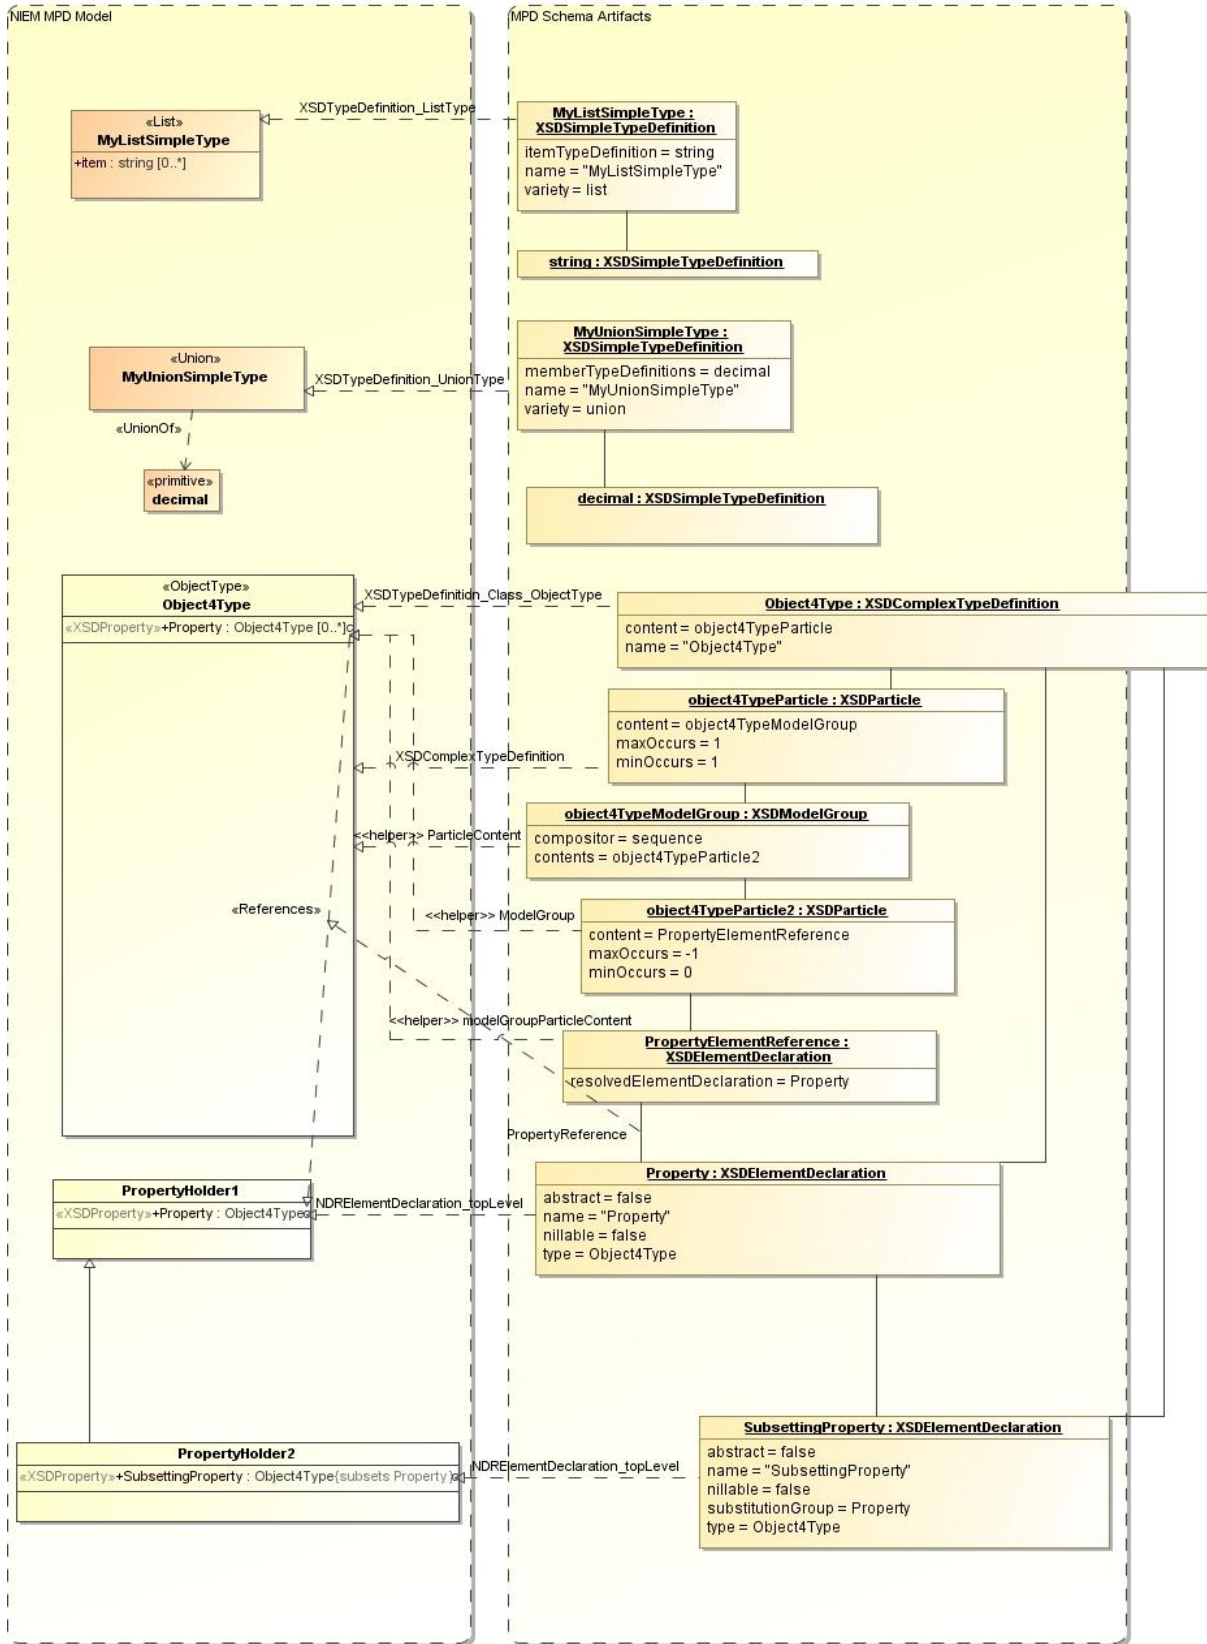 NIEM MPD Model
MPD Schema Artifacts
XSDTypeDefinition_ListType
«List»
MyListSimpleType
+item : string [0..*]
MyListSimpleType :
XSDSimpleTypeDefinition
itemTypeDefinition = string
name = "MyListSimpleType"
variety = list
string : XSDSimpleTypeDefinition
«Union»
MyUnionSimpleType
XSDTypeDefinition_UnionType
MyUnionSimpleType :
XSDSimpleTypeDefinition
memberTypeDefinitions = decimal
name = "MyUnionSimpleType"
variety = union
«UnionOf»
«primitive»
decimal
decimal : XSDSimpleTypeDefinition
«ObjectType»
Object4Type
«XSDProperty»+Property : Object4Type [0..*]
XSDTypeDefinition_Class_ObjectType
Object4Type : XSDComplexTypeDefinition
content = object4TypeParticle
name = "Object4Type"
object4TypeParticle : XSDParticle
content = object4TypeModelGroup
maxOccurs = 1
minOccurs = 1
XSDComplexTypeDefinition
object4TypeModelGroup : XSDModelGroup
compositor = sequence
contents = object4TypeParticle2
<<helper>> ParticleContent
«References»
<<helper>> ModelGroup
object4TypeParticle2 : XSDParticle
content = PropertyElementReference
maxOccurs = -1
minOccurs = 0
<<helper>> modelGroupParticleContent
PropertyElementReference :
XSDElementDeclaration
resolvedElementDeclaration = Property
PropertyReference
PropertyHolder1
«XSDProperty»+Property : Object4Type
NDRElementDeclaration_topLevel
Property : XSDElementDeclaration
abstract = false
name = "Property"
nillable = false
type = Object4Type
PropertyHolder2
«XSDProperty»+SubsettingProperty : Object4Type{subsets Property}
NDRElementDeclaration_topLevel
SubsettingProperty : XSDElementDeclaration
abstract = false
name = "SubsettingProperty"
nillable = false
substitutionGroup = Property
type = Object4Type